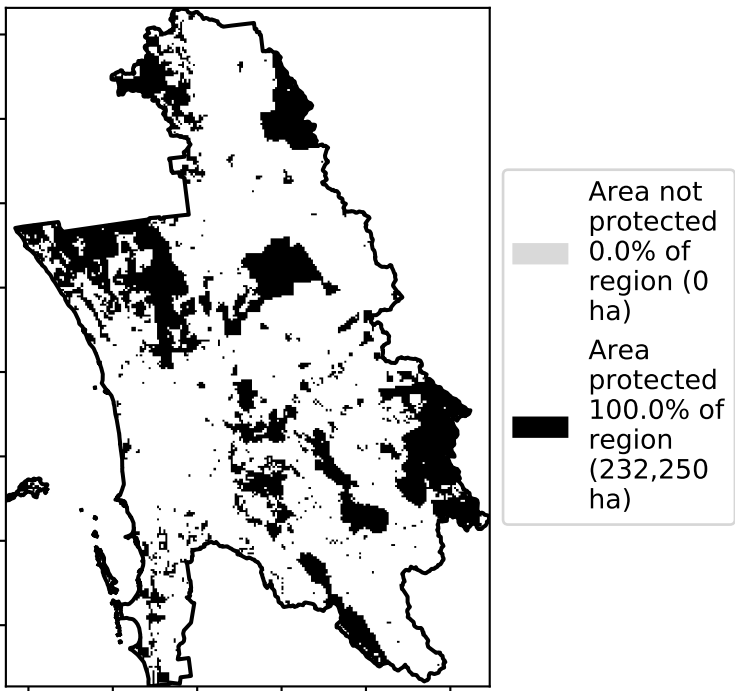 Area not
protected
0.0% of
region (0
ha)
Area
protected
100.0% of
region
(232,250
ha)